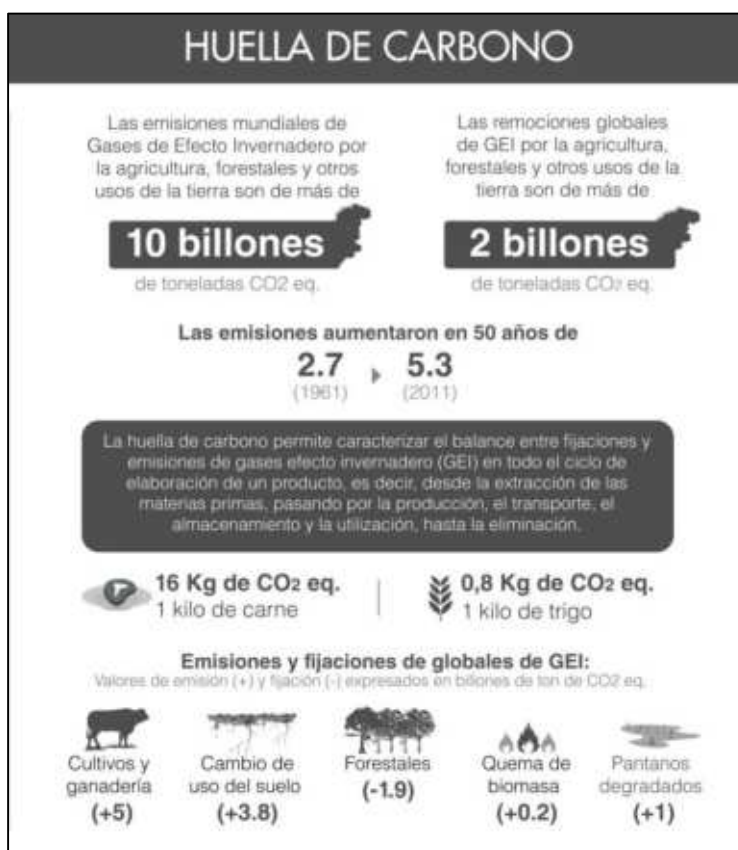 HUELLA DE CARBONO
Las emisiones mundiales de
Gases de Efecto Invernadero por
la agricultura, forestales y otros
usos de la tierra son de más de
10 billones
de toneladas CO2 eq.
Las remociones globales
de GEI por la agricultura,
forestales y otros usos de la
tierra son de más de
2 billones
de toneladas CO2 eq.
Las emisiones aumentaron en 50 años de
2.7 ▸ 5.3
(1961) (2011)
La huella de carbono permite caracterizar el balance entre fijaciones y
emisiones de gases efecto invernadero (GEI) en todo el ciclo de
elaboración de un producto, es decir, desde la extracción de las
materias primas, pasando por la producción, el transporte, el
almacenamiento y la utilización, hasta la eliminación.
16 Kg de CO2 eq.
1 kilo de carne
0,8 Kg de CO2 eq.
1 kilo de trigo
Emisiones y fijaciones de globales de GEI:
Valores de emisión (+) y fijación (-) expresados en billones de ton de CO2 eq.
Cultivos y
ganadería
(+5)
Cambio de
uso del suelo
(+3.8)
Forestales
(-1.9)
Quema de
biomasa
(+0.2)
Pantanos
degradados
(+1)